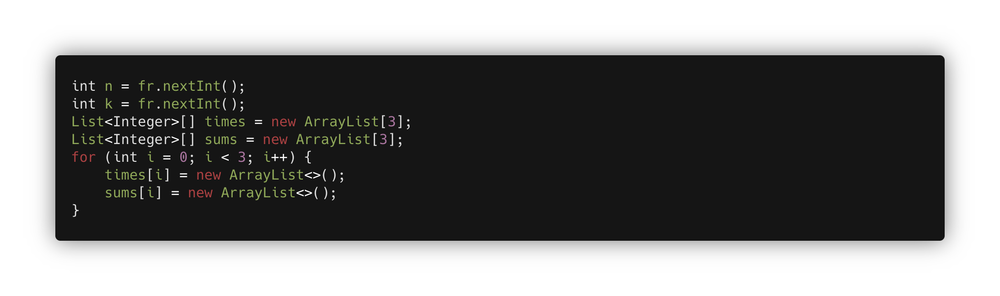 int n = fr.nextInt();
int k = fr.nextInt();
List<Integer>[] times = new ArrayList[3];
List<Integer>[] sums = new ArrayList[3];
for (int i = 0; i < 3; i++) {
    times[i] = new ArrayList<>();
    sums[i] = new ArrayList<>();
}